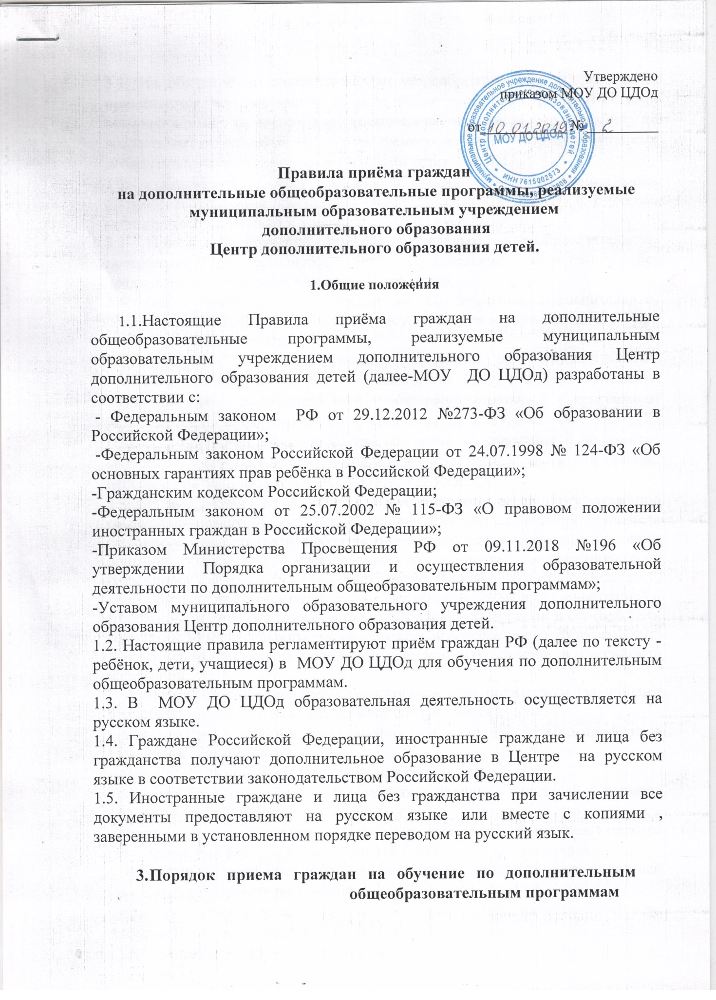 Утверждено
приказом МОУ ДО ЦДОд
от 10.01.2019 № 2
муниципальное образовательное учреждение дополнительного образования
Центр дополнительного образования детей
МОУ ДО ЦДОд
ИНН 7615002573
Правила приёма граждан
на дополнительные общеобразовательные программы, реализуемые
муниципальным образовательным учреждением
дополнительного образования
Центр дополнительного образования детей.
1.Общие положения
1.1.Настоящие Правила приёма граждан на дополнительные
общеобразовательные программы, реализуемые муниципальным
образовательным учреждением дополнительного образования Центр
дополнительного образования детей (далее-МОУ ДО ЦДОд) разработаны в
соответствии с:
- Федеральным законом РФ от 29.12.2012 №273-ФЗ «Об образовании в
Российской Федерации»;
-Федеральным законом Российской Федерации от 24.07.1998 № 124-ФЗ «Об
основных гарантиях прав ребёнка в Российской Федерации»;
-Гражданским кодексом Российской Федерации;
-Федеральным законом от 25.07.2002 № 115-ФЗ «О правовом положении
иностранных граждан в Российской Федерации»;
-Приказом Министерства Просвещения РФ от 09.11.2018 №196 «Об
утверждении Порядка организации и осуществления образовательной
деятельности по дополнительным общеобразовательным программам»;
-Уставом муниципального образовательного учреждения дополнительного
образования Центр дополнительного образования детей.
1.2. Настоящие правила регламентируют приём граждан РФ (далее по тексту -
ребёнок, дети, учащиеся) в МОУ ДО ЦДОд для обучения по дополнительным
общеобразовательным программам.
1.3. В МОУ ДО ЦДОд образовательная деятельность осуществляется на
русском языке.
1.4. Граждане Российской Федерации, иностранные граждане и лица без
гражданства получают дополнительное образование в Центре на русском
языке в соответствии законодательством Российской Федерации.
1.5. Иностранные граждане и лица без гражданства при зачислении все
документы предоставляют на русском языке или вместе с копиями ,
заверенными в установленном порядке переводом на русский язык.
3.Порядок приема граждан на обучение по дополнительным
общеобразовательным программам